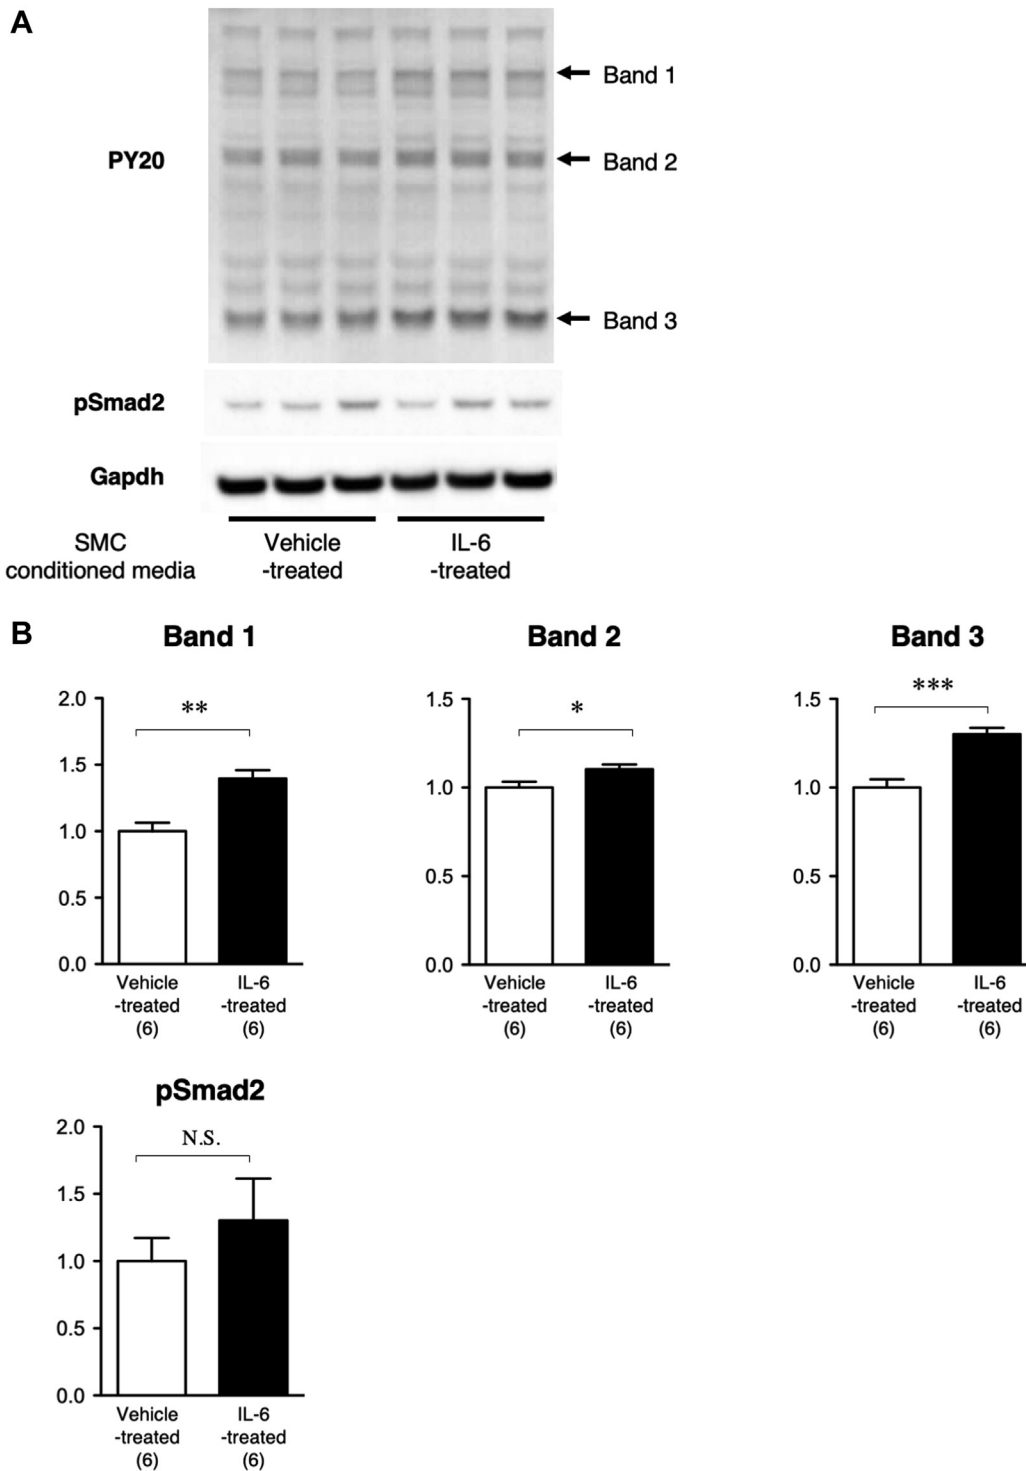 A
Band 1
PY20
Band 2
Band 3
pSmad2
Gapdh
SMC
conditioned media
Vehicle
-treated
IL-6
-treated
B
Band 1
2.0
1.5
1.0
0.5
0.0
**
Vehicle
-treated
(6)
IL-6
-treated
(6)
Band 2
1.5
1.0
0.5
0.0
*
Vehicle
-treated
(6)
IL-6
-treated
(6)
Band 3
1.5
1.0
0.5
0.0
***
Vehicle
-treated
(6)
IL-6
-treated
(6)
pSmad2
2.0
1.5
1.0
0.5
0.0
N.S.
Vehicle
-treated
(6)
IL-6
-treated
(6)